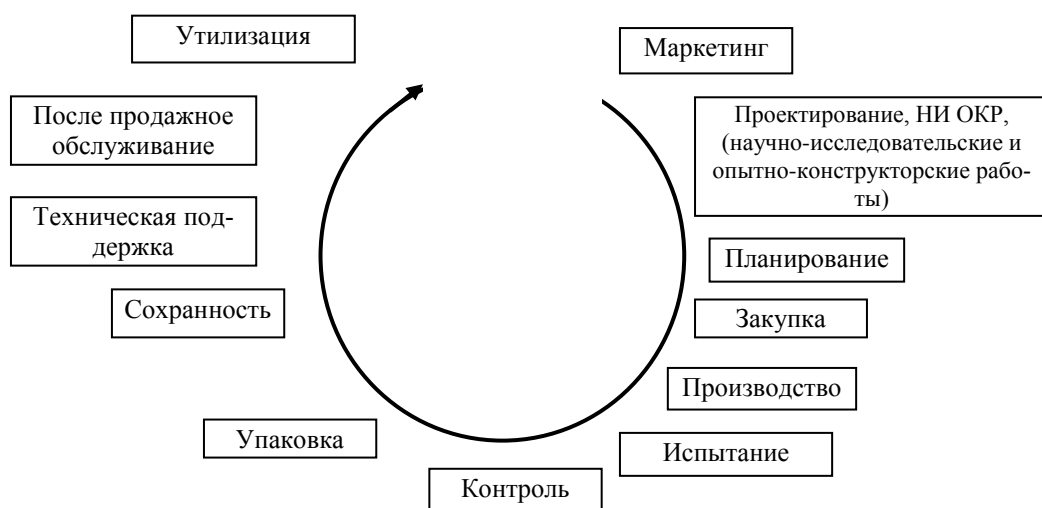 Утилизация
Маркетинг
После продажное
обслуживание
Проектирование, НИ ОКР,
(научно-исследовательские и
опытно-конструкторские рабо-
ты)
Техническая под-
держка
Планирование
Сохранность
Закупка
Производство
Упаковка
Испытание
Контроль